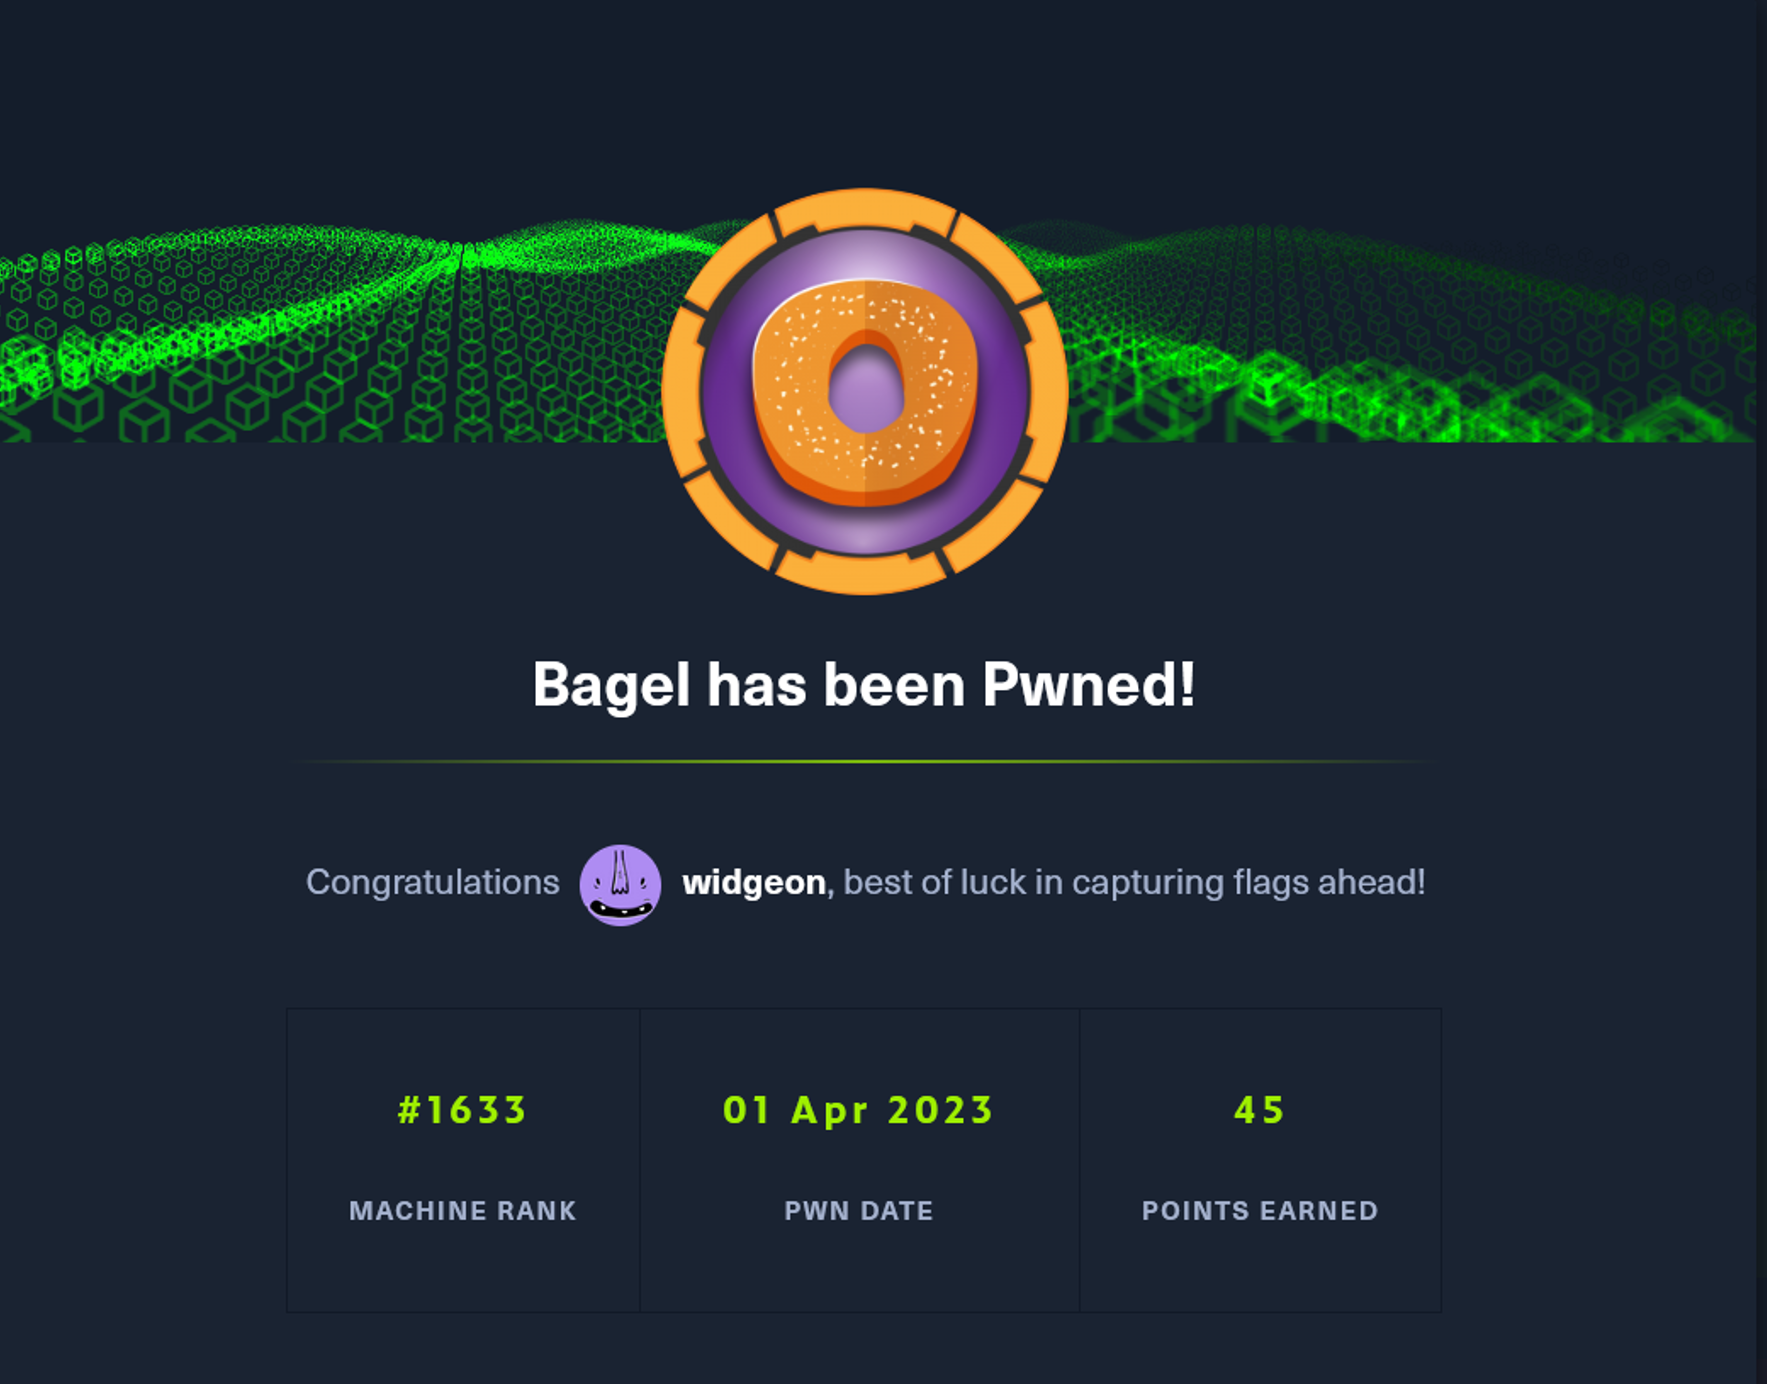 Bagel has been Pwned!
Congratulations widgeon, best of luck in capturing flags ahead!
#1633 01 Apr 2023 45
MACHINE RANK PWN DATE POINTS EARNED